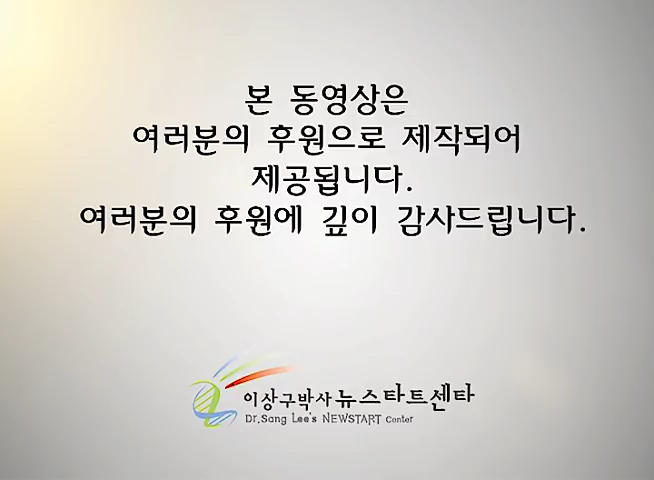 본 동영상은
여러분의 후원으로 제작되어
제공됩니다.
여러분의 후원에 깊이 감사드립니다.
이상구박사 뉴스타트센타
Dr.Sang Lee's NEWSTART Center